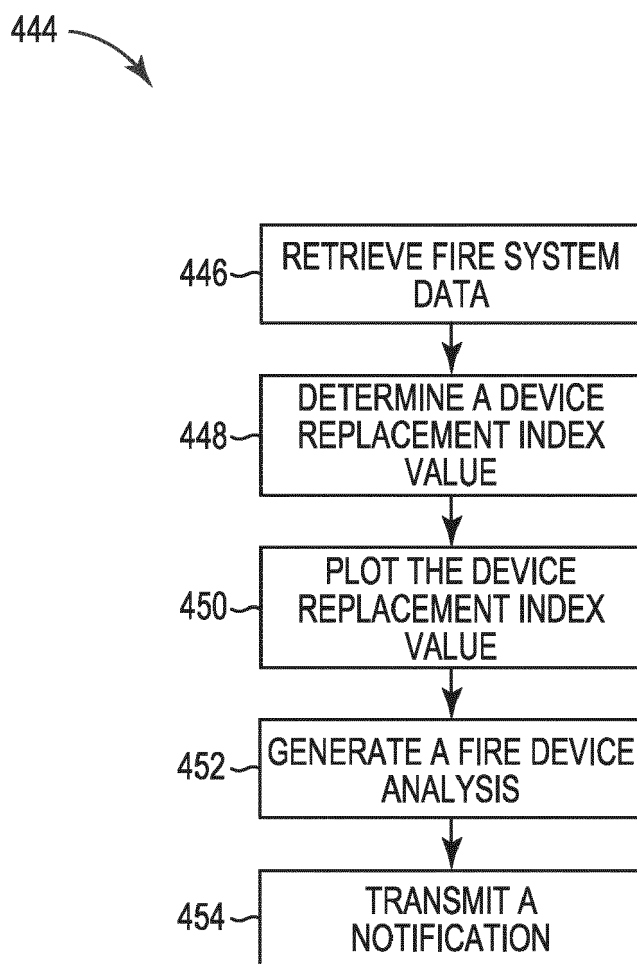 444
446
RETRIEVE FIRE SYSTEM
DATA
448
DETERMINE A DEVICE
REPLACEMENT INDEX
VALUE
450
PLOT THE DEVICE
REPLACEMENT INDEX
VALUE
452
GENERATE A FIRE DEVICE
ANALYSIS
454
TRANSMIT A
NOTIFICATION